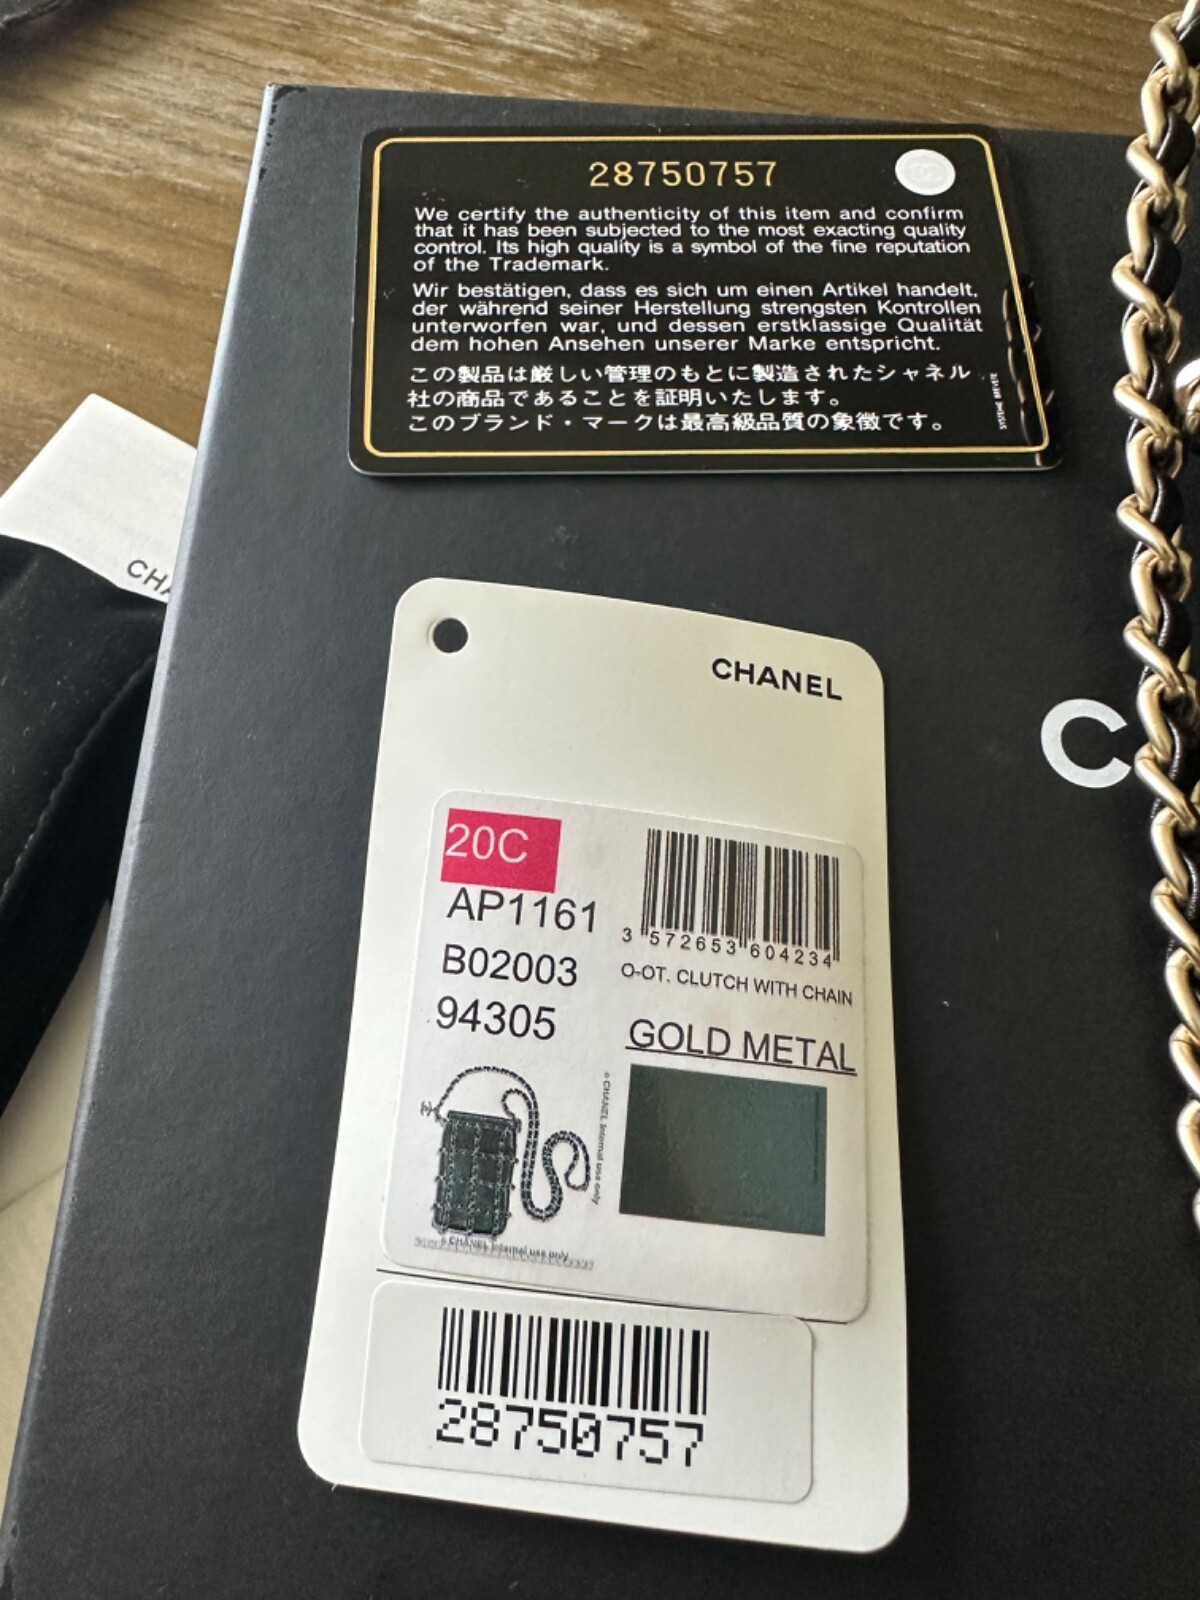 28750757
We certify the authenticity of this item and confirm
that it has been subjected to the most exacting quality
control. Its high quality is a symbol of the fine reputation
of the Trademark.
Wir bestätigen, dass es sich um einen Artikel handelt,
der während seiner Herstellung strengsten Kontrollen
unterworfen war, und dessen erstklassige Qualität
dem hohen Ansehen unserer Marke entspricht.
この製品は厳しい管理のもとに製造されたシャネル
社の商品であることを証明いたします。
このブランド・マークは最高級品質の象徴です。
SYSTEME BREVETE
CHA
CHANEL
C
20C
AP1161
B02003
94305
3 572653 604234
O-OT. CLUTCH WITH CHAIN
GOLD METAL
© CHANEL Internal use only
© CHANEL Internal use only
28750757